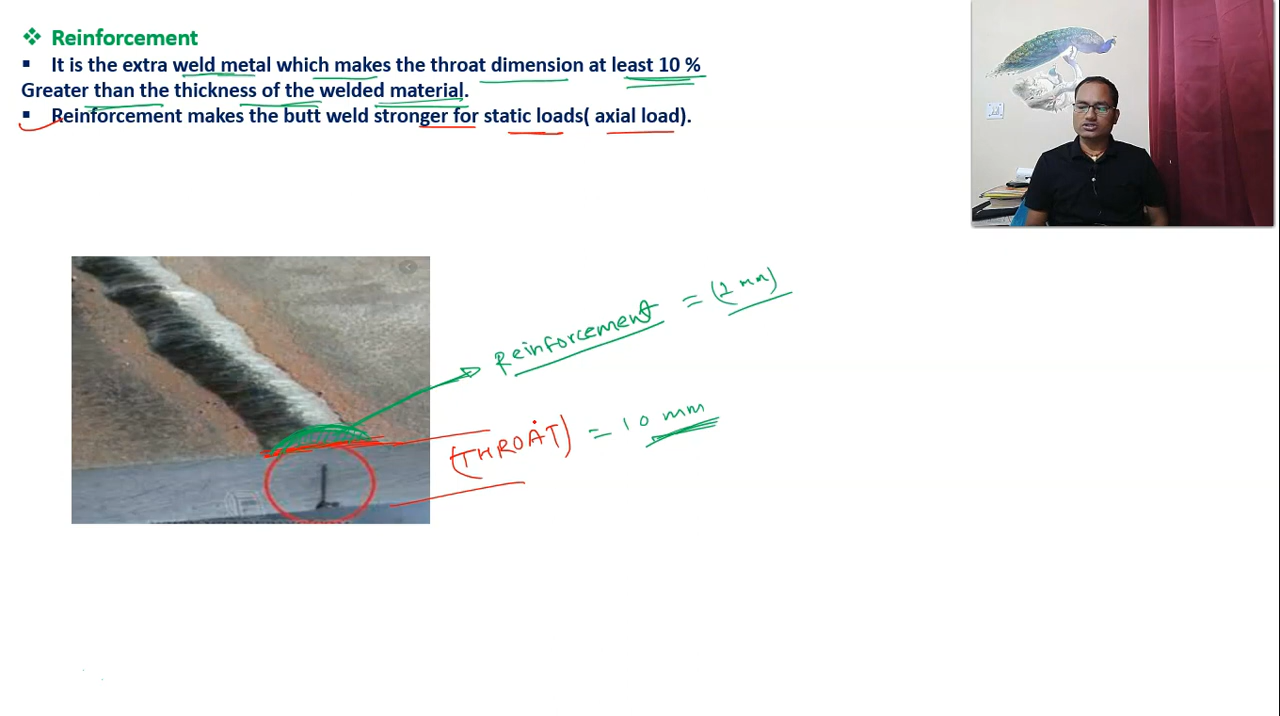 ❖ Reinforcement
▪ It is the extra weld metal which makes the throat dimension at least 10 %
Greater than the thickness of the welded material.
▪ Reinforcement makes the butt weld stronger for static loads( axial load).
Reinforcement = (1 mm)
(THROAT) = 10 mm